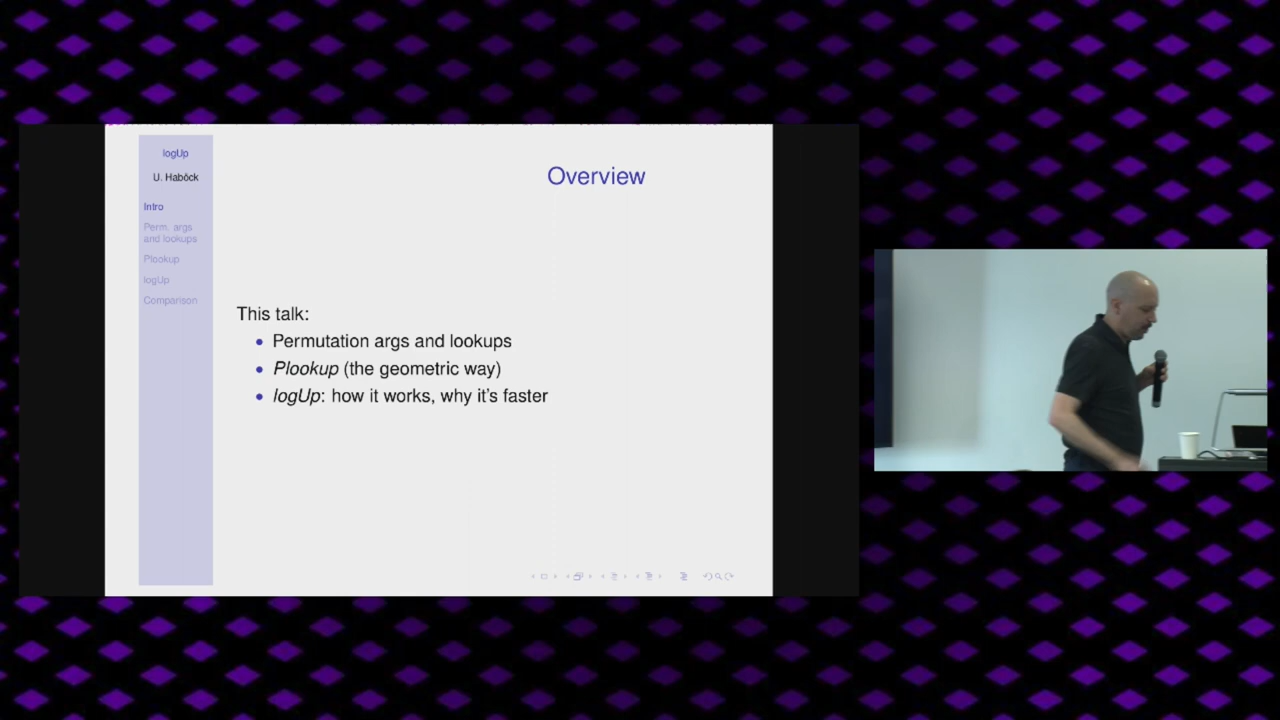 logUp
U. Haböck
Intro
Perm. args
and lookups
Plookup
logUp
Comparison
Overview
This talk:
• Permutation args and lookups
• Plookup (the geometric way)
• logUp: how it works, why it's faster